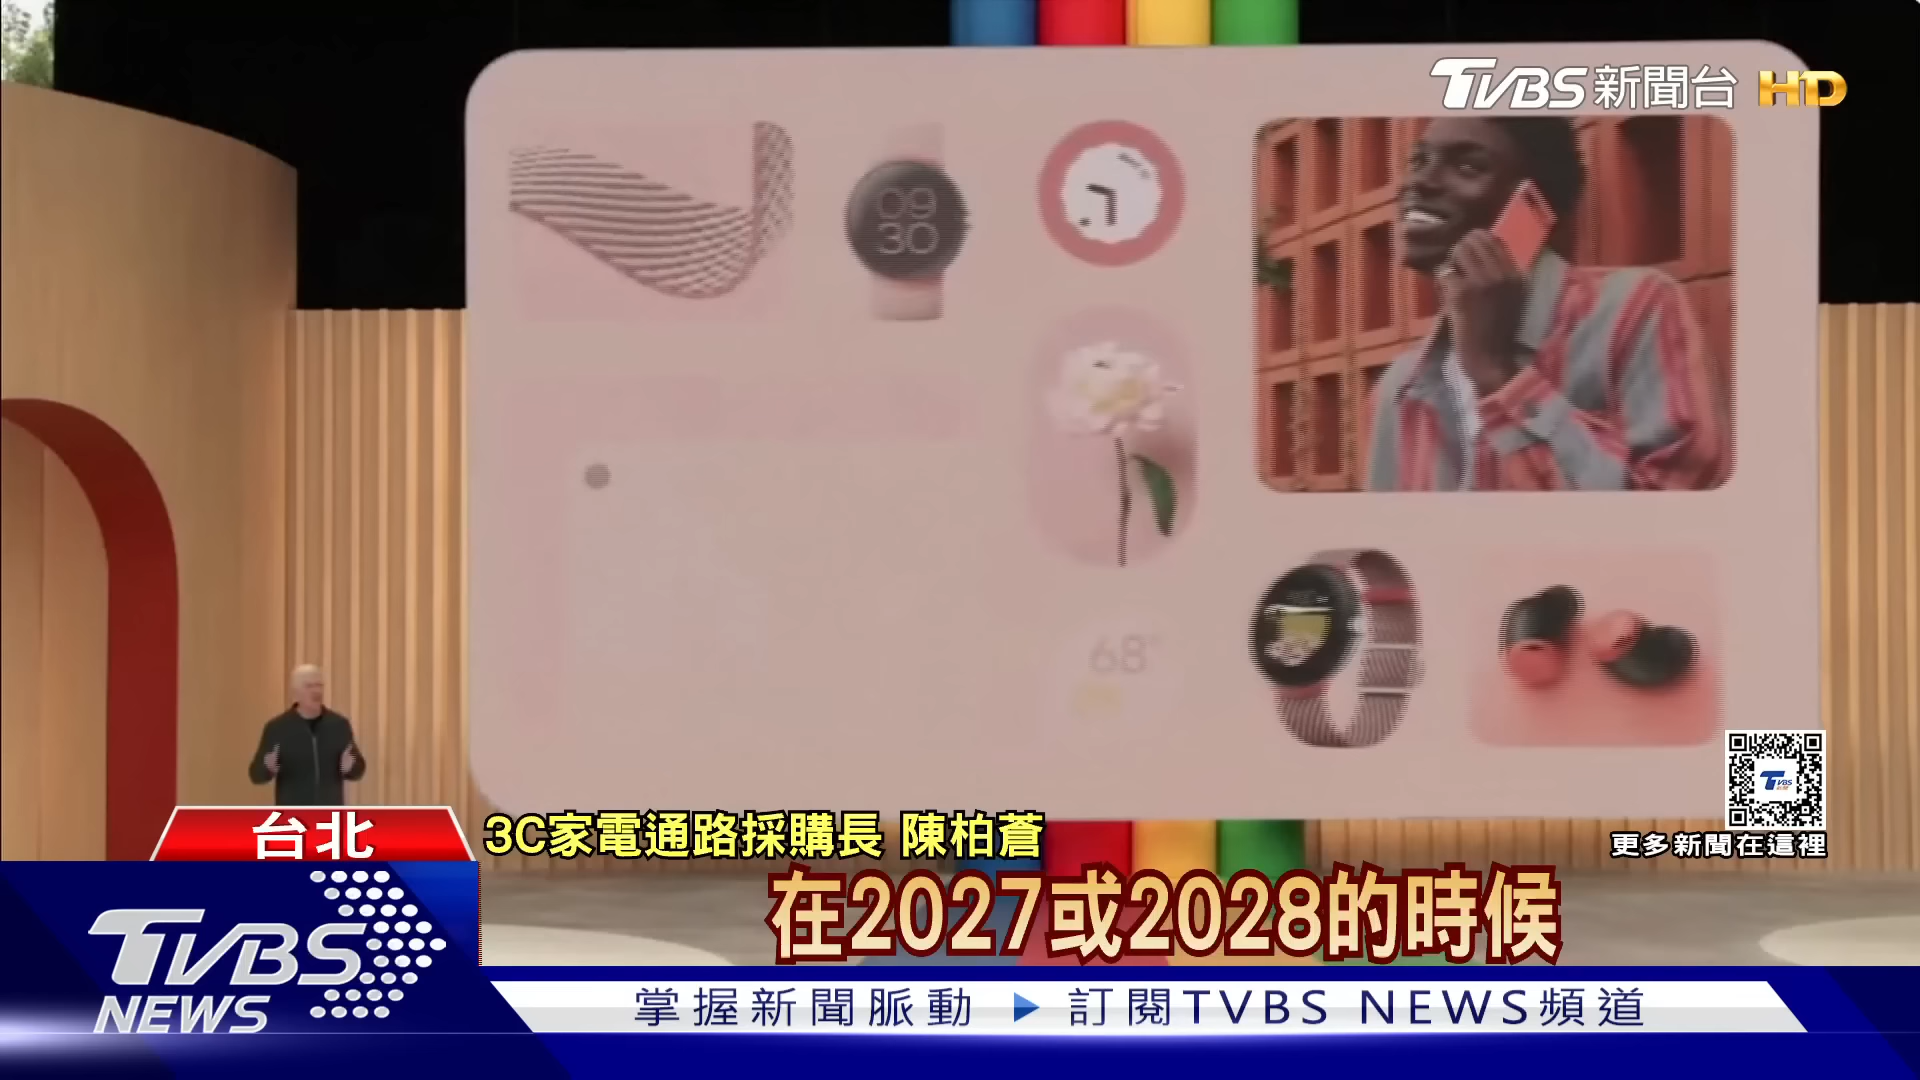 TVBS新聞台 HD
09
30
68°
TVBS
新聞
更多新聞在這裡
台北
3C家電通路採購長 陳柏蒼
在2027或2028的時候
TVBS
NEWS
掌握新聞脈動 ▶ 訂閱TVBS NEWS頻道